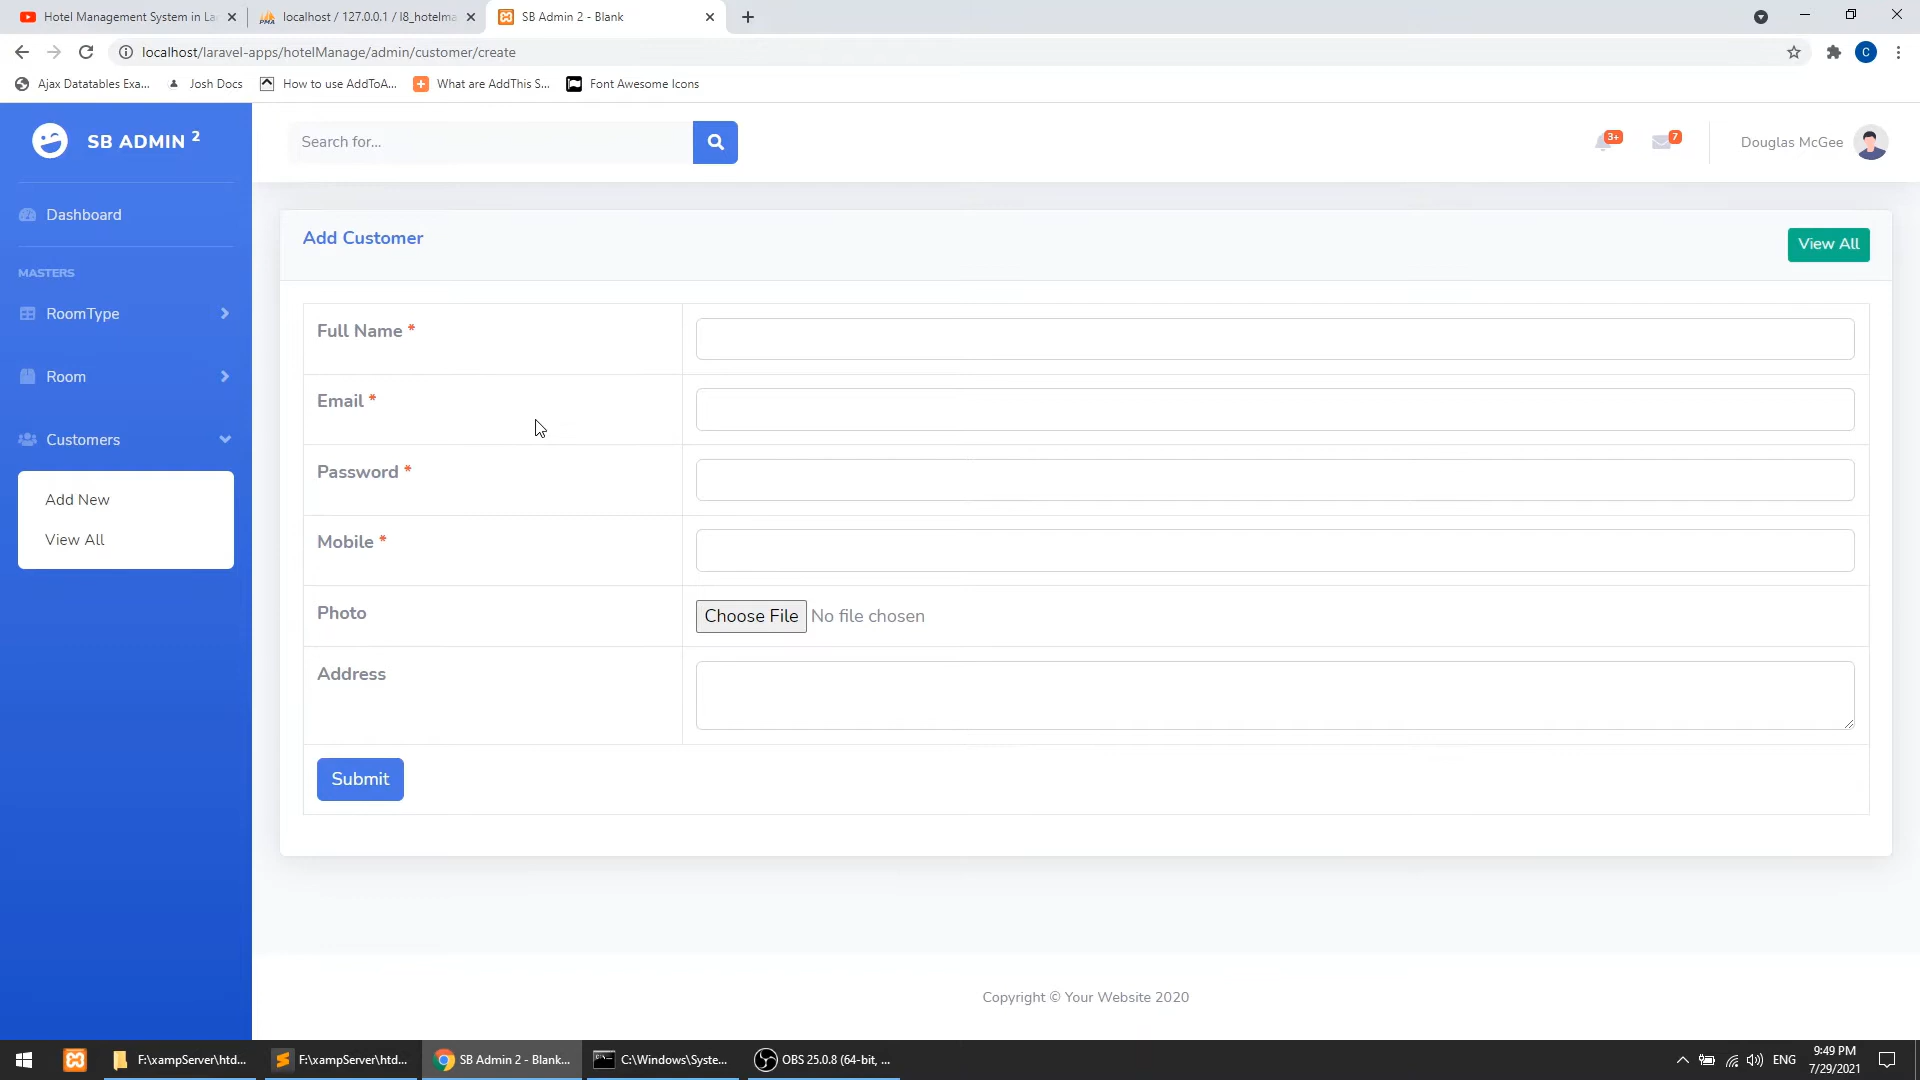 Hotel Management System in La
localhost / 127.0.0.1 / l8_hotelma
SB Admin 2 - Blank
localhost/laravel-apps/hotelManage/admin/customer/create
C
Ajax Datatables Exa...
Josh Docs
How to use AddToA...
What are AddThis S...
Font Awesome Icons
SB ADMIN 2
Search for...
3+
7
Douglas McGee
Dashboard
MASTERS
RoomType
Room
Customers
Add New
View All
Add Customer
View All
Full Name *
Email *
Password *
Mobile *
Photo
Choose File No file chosen
Address
Submit
Copyright © Your Website 2020
F:\xampServer\htd...
F:\xampServer\htd...
SB Admin 2 - Blank...
C:\Windows\Syste...
OBS 25.0.8 (64-bit, ...
ENG
9:49 PM
7/29/2021